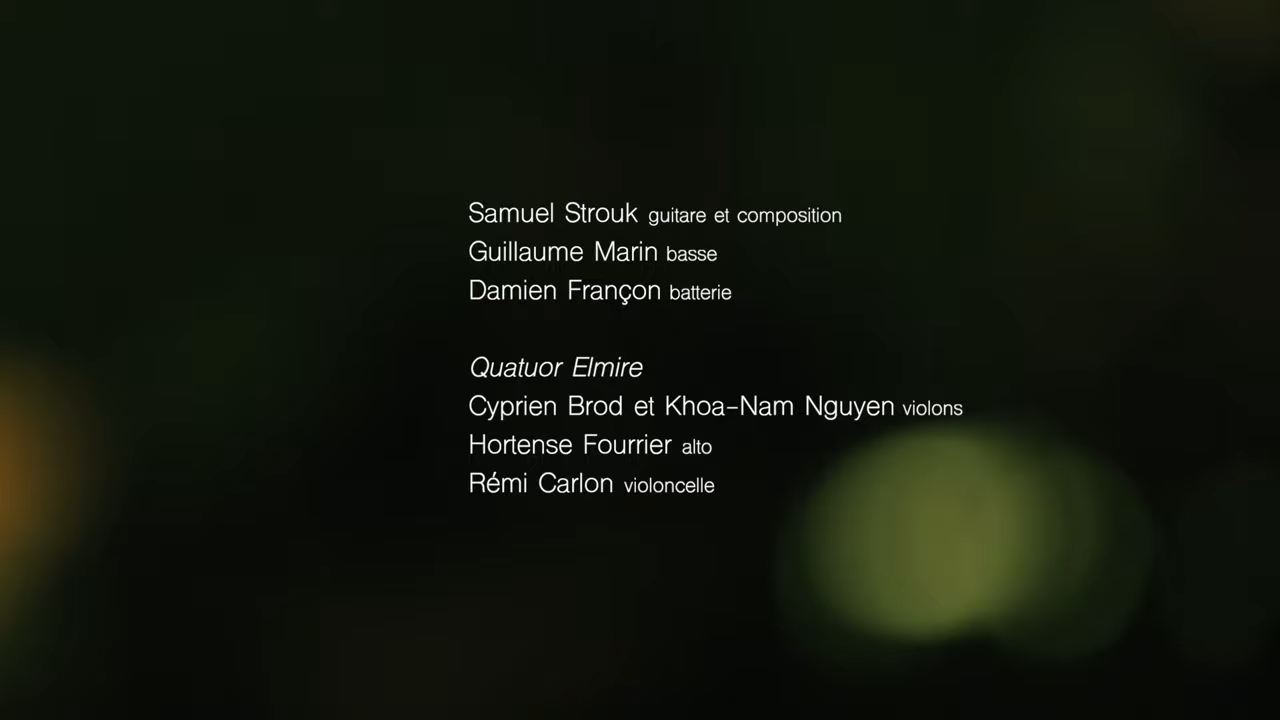 Samuel Strouk guitare et composition
Guillaume Marin basse
Damien Françon batterie
Quatuor Elmire
Cyprien Brod et Khoa-Nam Nguyen violons
Hortense Fourrier alto
Rémi Carlon violoncelle